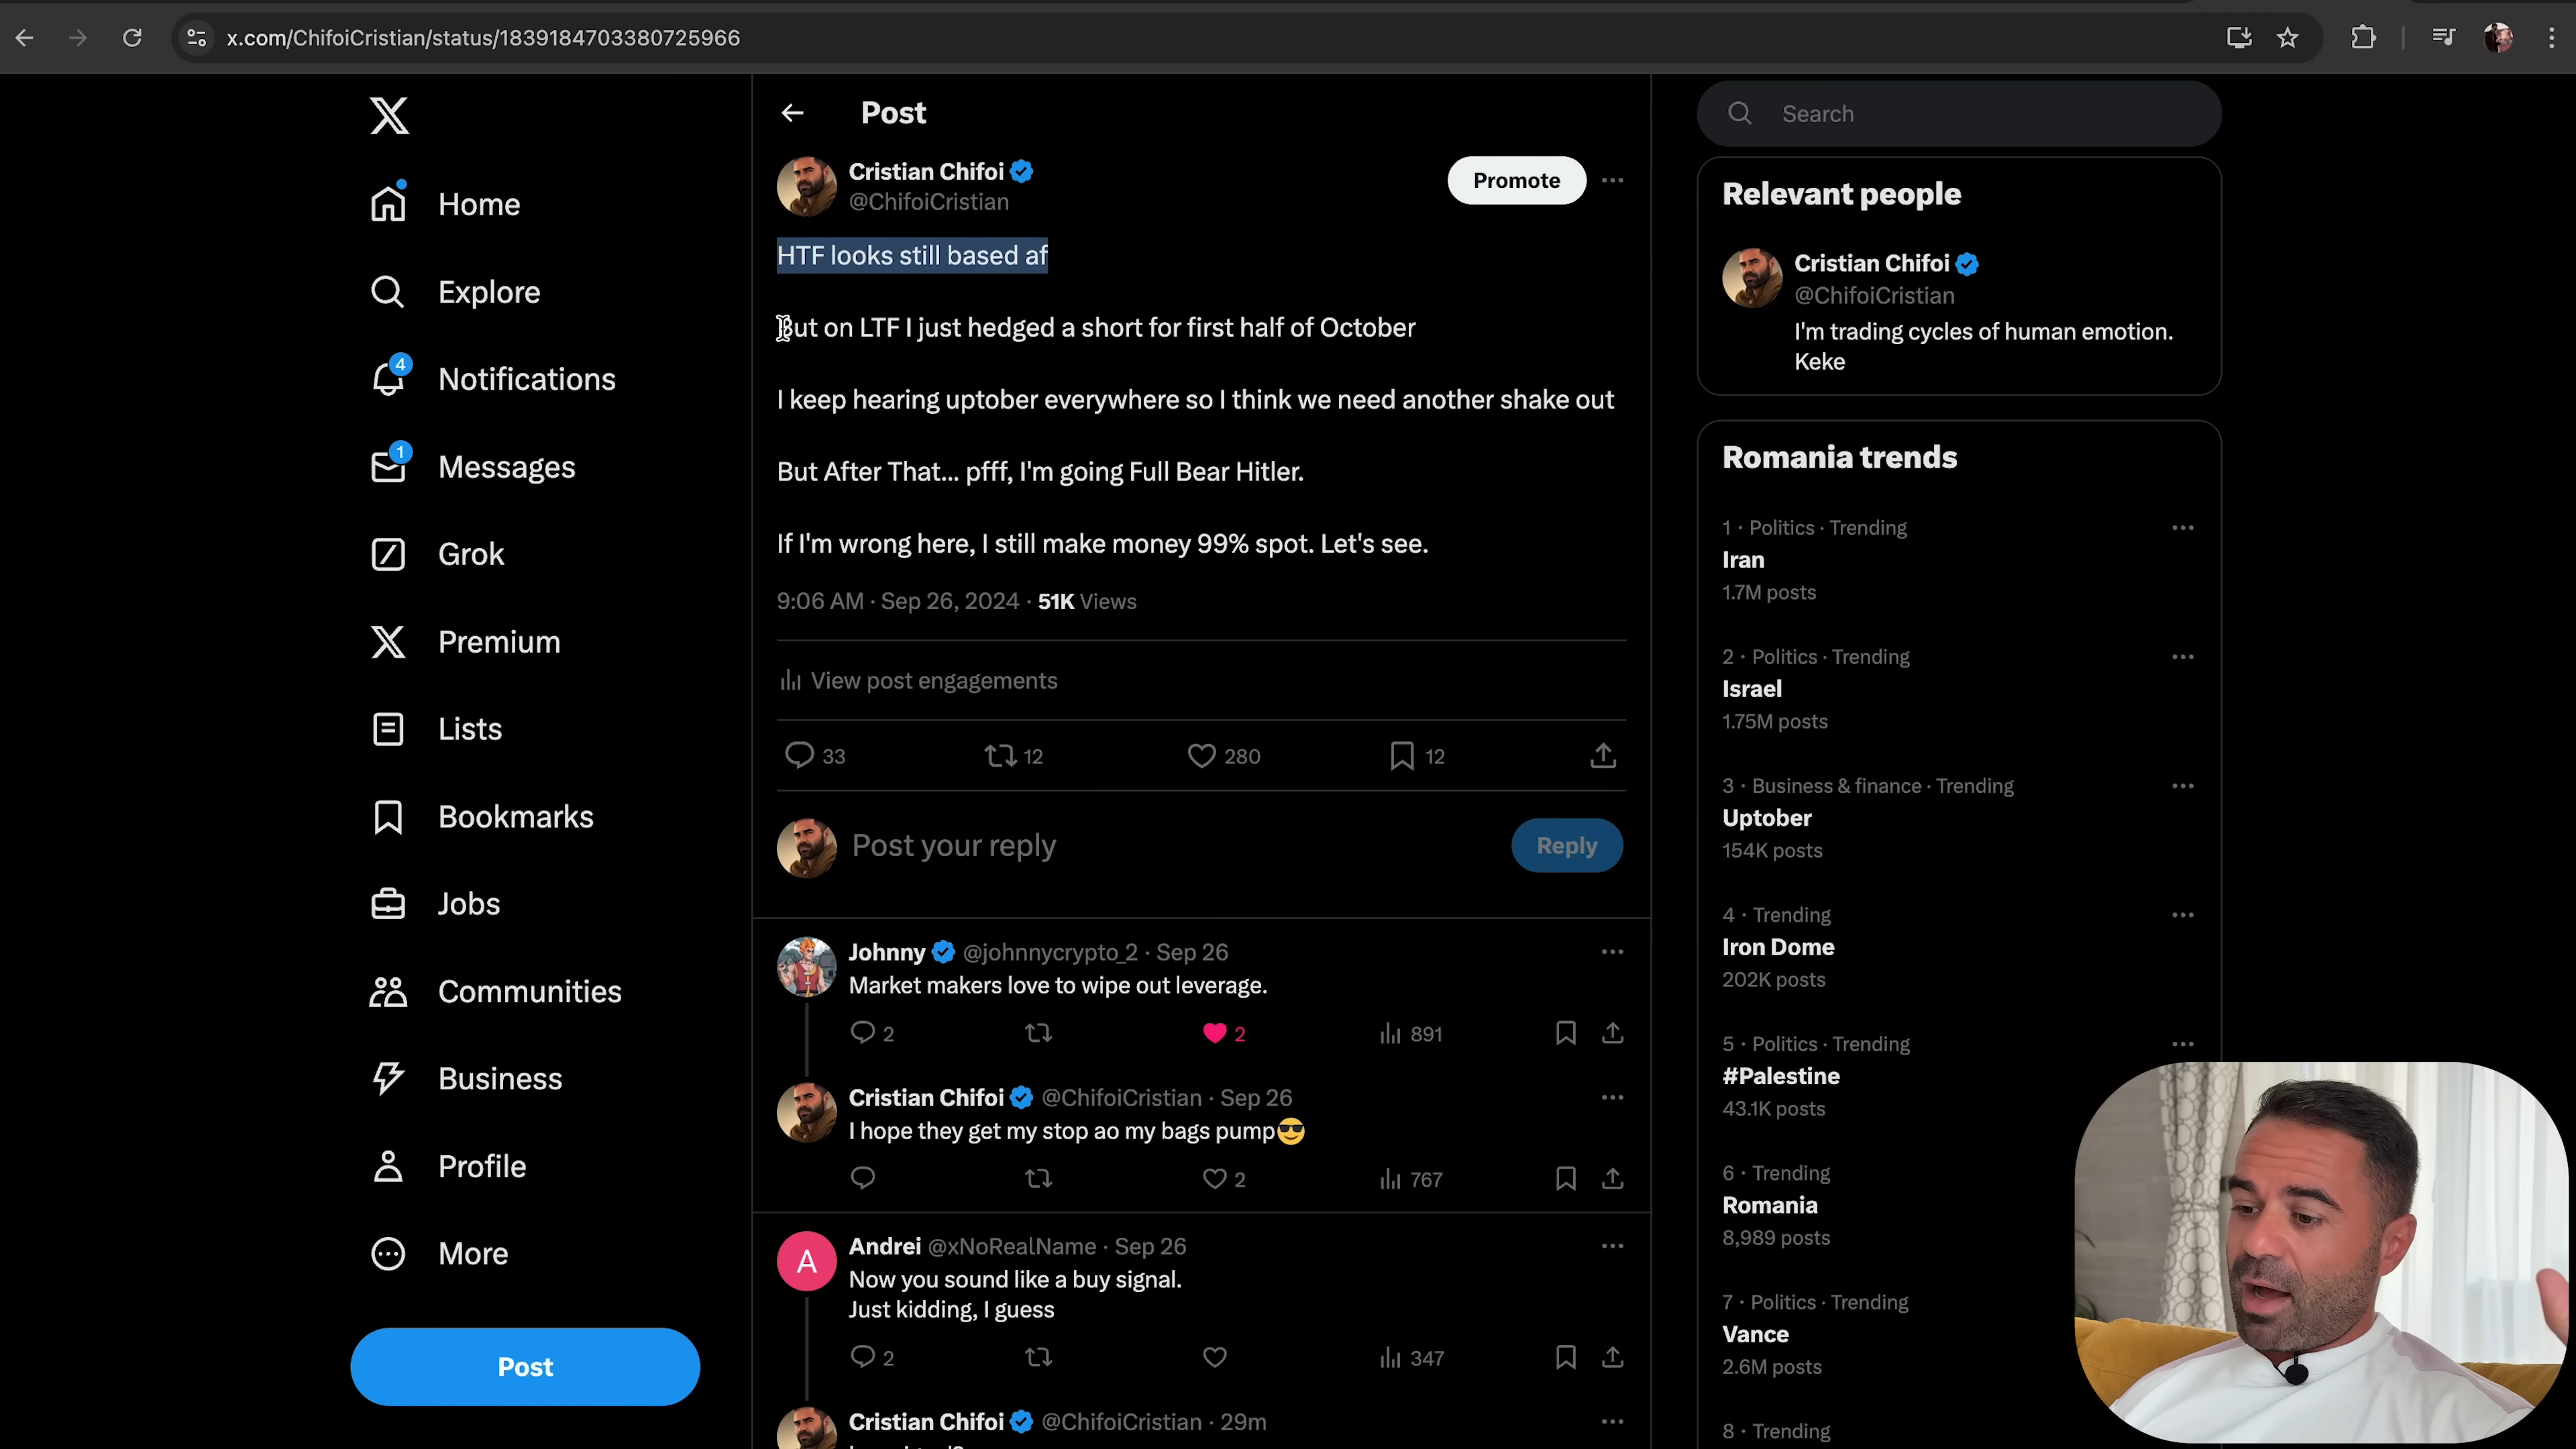 x.com/ChifoiCristian/status/1839184703380725966
Home
Explore
4
Notifications
1
Messages
Grok
Premium
Lists
Bookmarks
Jobs
Communities
Business
Profile
More
Post
Post
Cristian Chifoi
@ChifoiCristian
Promote
HTF looks still based af
But on LTF I just hedged a short for first half of October
I keep hearing uptober everywhere so I think we need another shake out
But After That... pfff, I'm going Full Bear Hitler.
If I'm wrong here, I still make money 99% spot. Let's see.
9:06 AM · Sep 26, 2024 · 51K Views
View post engagements
33 12 280 12
Post your reply
Reply
Johnny @johnnycrypto_2 · Sep 26
Market makers love to wipe out leverage.
2 2 891
Cristian Chifoi @ChifoiCristian · Sep 26
I hope they get my stop ao my bags pump😎
2 767
A
Andrei @xNoRealName · Sep 26
Now you sound like a buy signal.
Just kidding, I guess
2 347
Cristian Chifoi @ChifoiCristian · 29m
Search
Relevant people
Cristian Chifoi
@ChifoiCristian
I'm trading cycles of human emotion.
Keke
Romania trends
1 · Politics · Trending
Iran
1.7M posts
2 · Politics · Trending
Israel
1.75M posts
3 · Business & finance · Trending
Uptober
154K posts
4 · Trending
Iron Dome
202K posts
5 · Politics · Trending
#Palestine
43.1K posts
6 · Trending
Romania
8,989 posts
7 · Politics · Trending
Vance
2.6M posts
8 · Trending